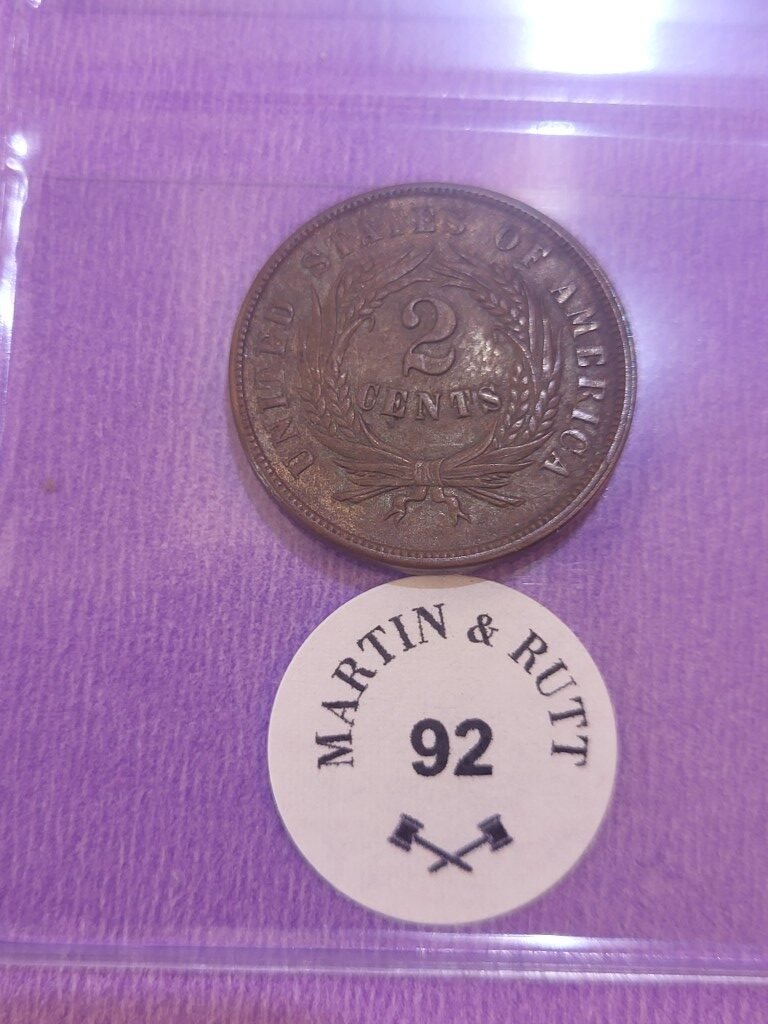 UNITED STATES OF AMERICA
2
CENTS
MARTIN & RUTT
92